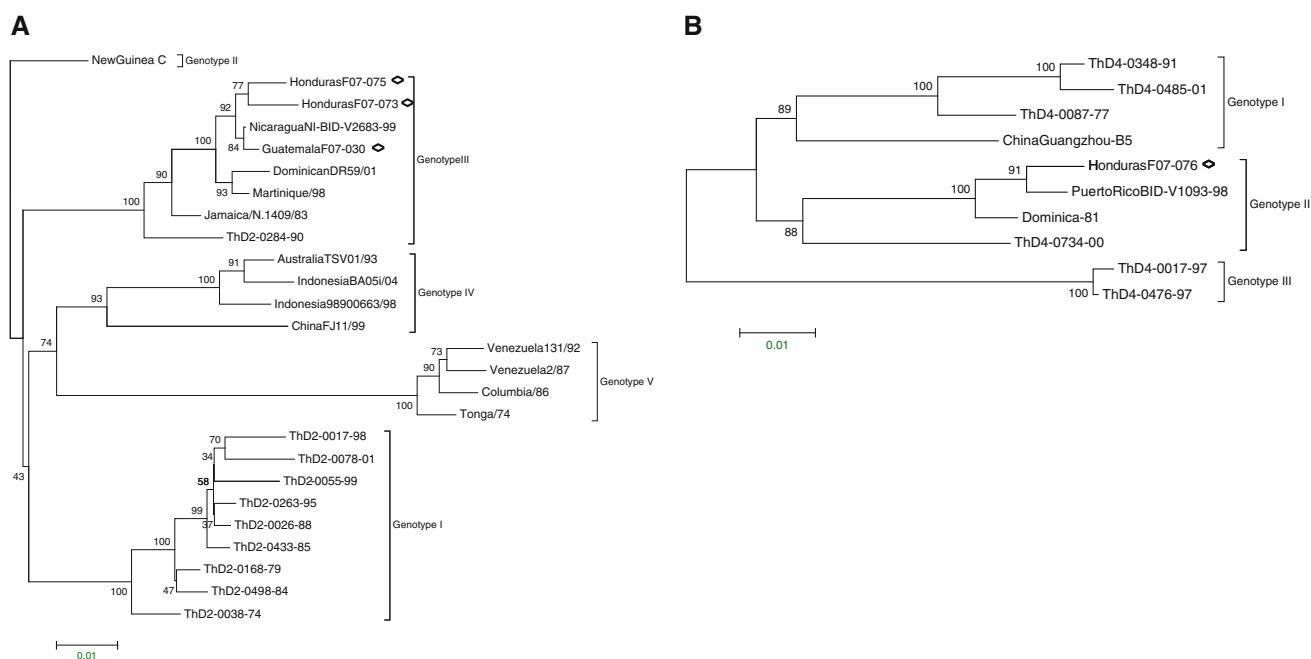 A
NewGuinea C
Genotype II
77
HondurasF07-075
HondurasF07-073
92
NicaraguaNI-BID-V2683-99
100
84
GuatemalaF07-030
GenotypeIII
DominicanDR59/01
90
93
Martinique/98
100
Jamaica/N.1409/83
ThD2-0284-90
91
AustraliaTSV01/93
100
IndonesiaBA05i/04
Genotype IV
93
Indonesia98900663/98
ChinaFJ11/99
74
73
Venezuela131/92
90
Venezuela2/87
Genotype V
Columbia/86
100
Tonga/74
70
ThD2-0017-98
34
ThD2-0078-01
58
ThD2-0055-99
43
99
ThD2-0263-95
37
ThD2-0026-88
Genotype I
100
ThD2-0433-85
ThD2-0168-79
47
ThD2-0498-84
100
ThD2-0038-74
0.01
B
100
ThD4-0348-91
100
ThD4-0485-01
Genotype I
89
ThD4-0087-77
ChinaGuangzhou-B5
91
HondurasF07-076
100
PuertoRicoBID-V1093-98
Genotype II
Dominica-81
88
ThD4-0734-00
ThD4-0017-97
Genotype III
100
ThD4-0476-97
0.01